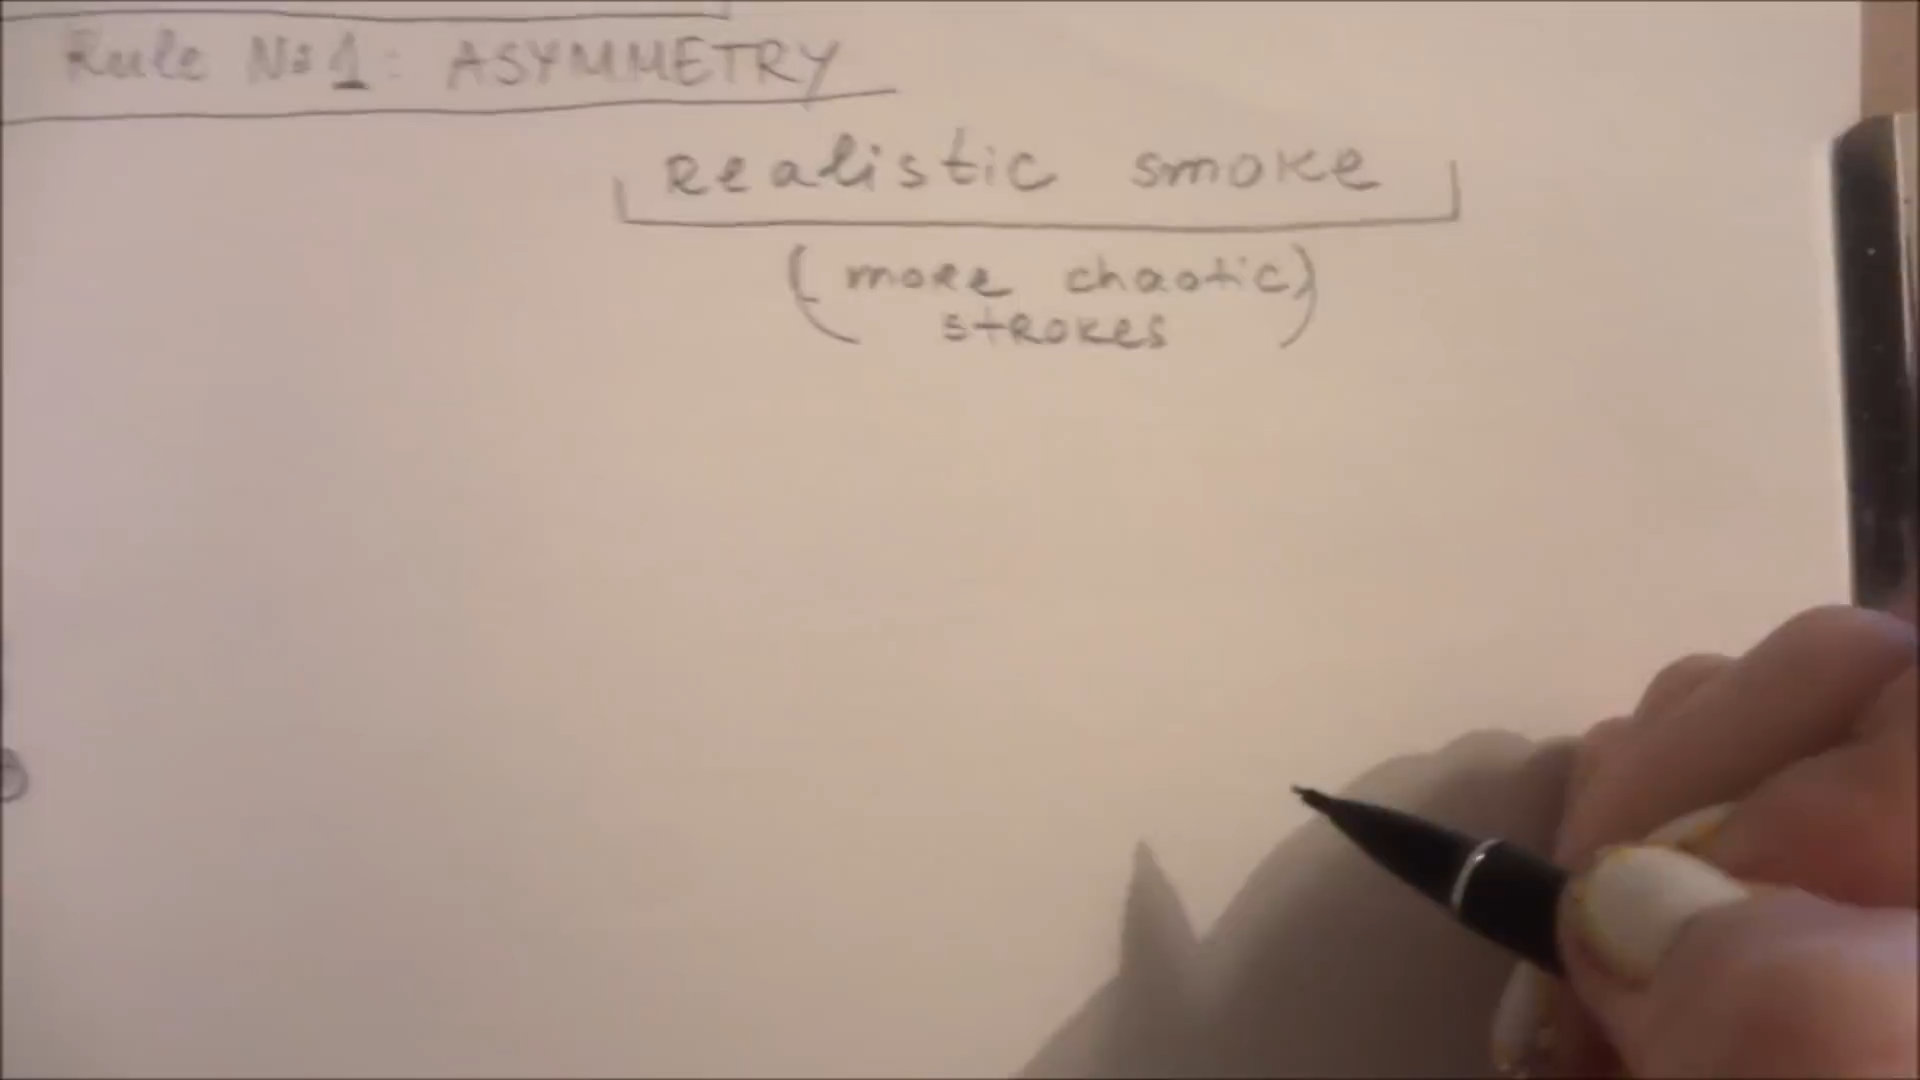 Rule №1: ASYMMETRY
Realistic smoke
(more chaotic)
strokes